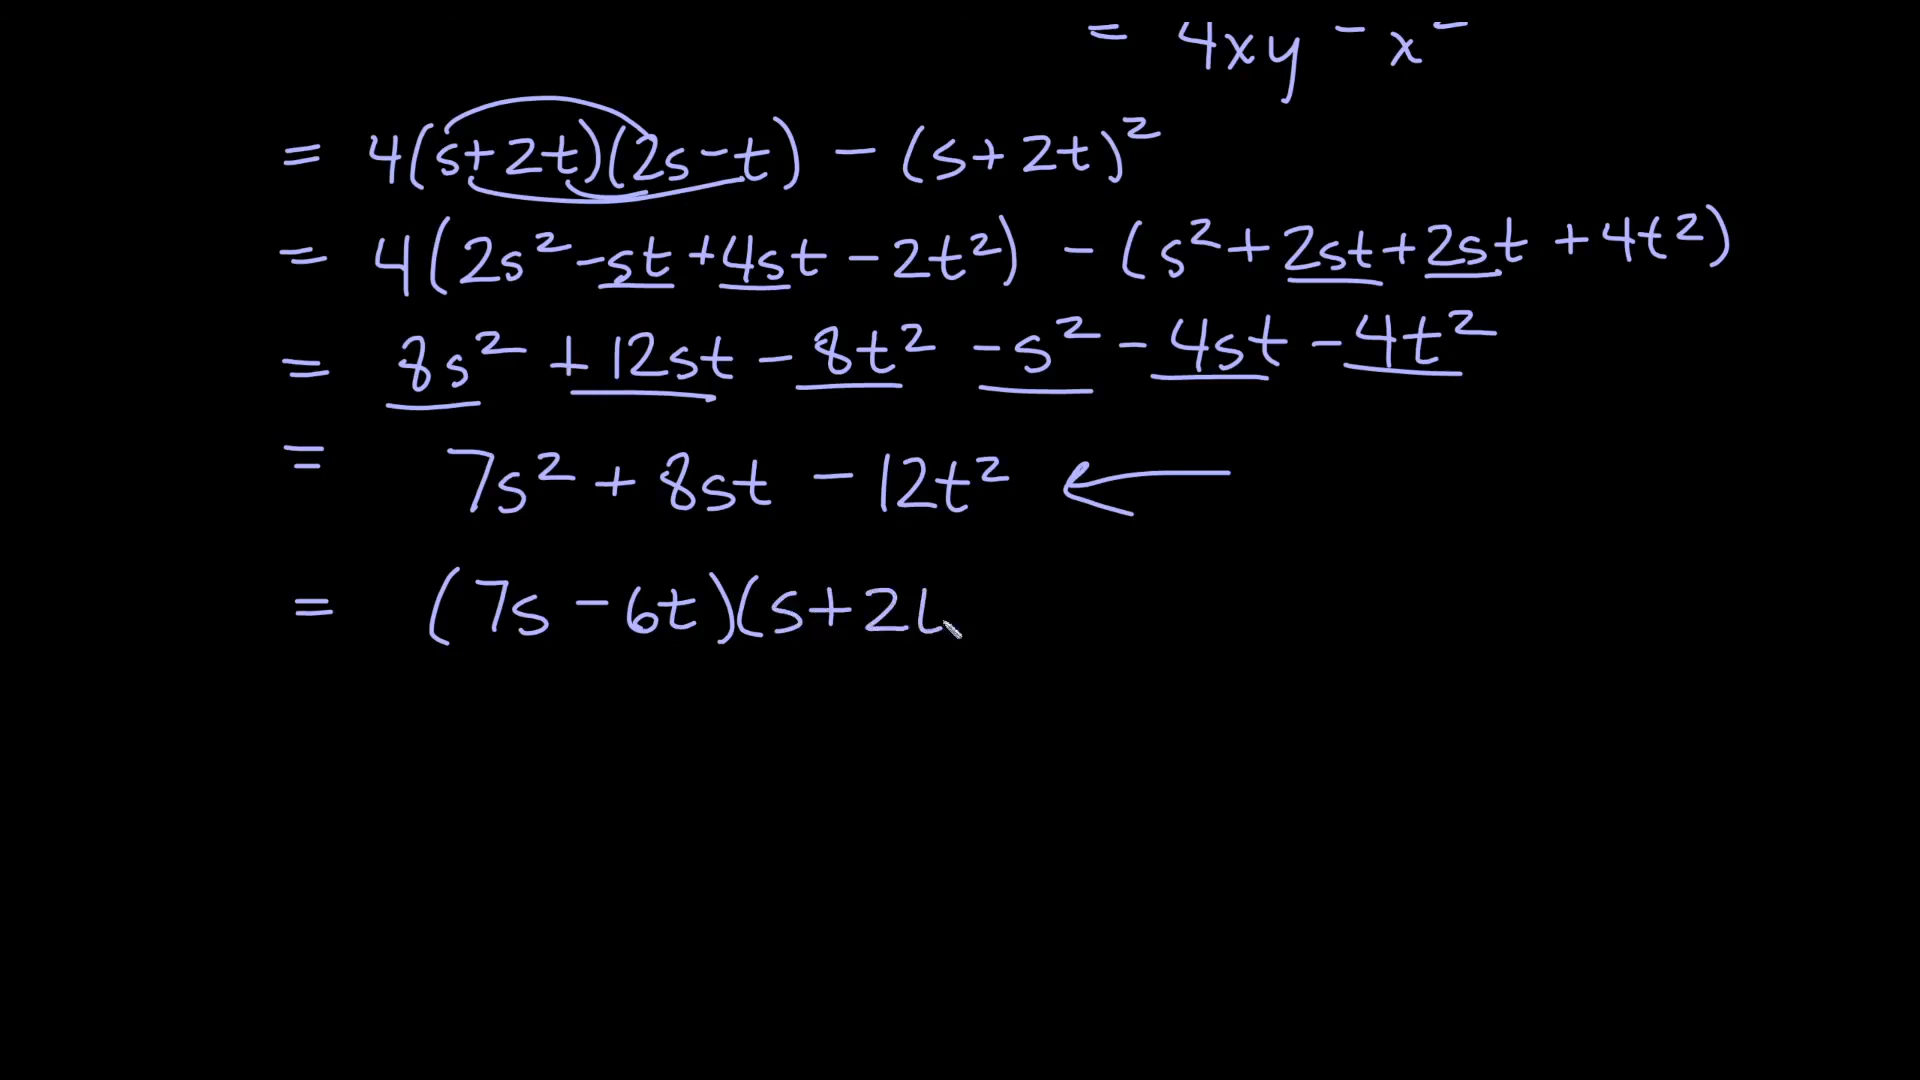 = 4xy - x
= 4(s+2t)(2s-t) - (s+2t)²
= 4(2s²-st+4st-2t²) - (s²+2st+2st+4t²)
= 8s² +12st - 8t² - s² - 4st - 4t²
= 7s² + 8st - 12t²
= (7s - 6t)(s+2